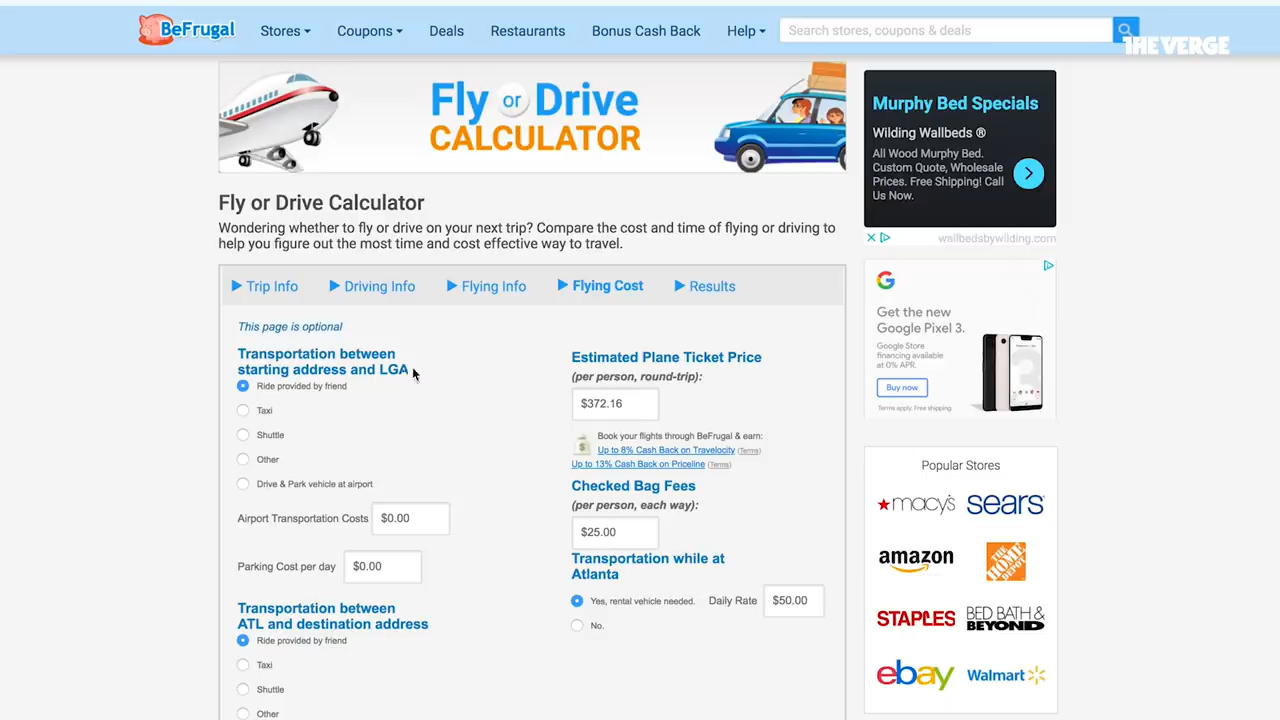 BeFrugal
Stores
Coupons
Deals
Restaurants
Bonus Cash Back
Help
Search stores, coupons & deals
THE VERGE
Fly or Drive
CALCULATOR
Fly or Drive Calculator
Wondering whether to fly or drive on your next trip? Compare the cost and time of flying or driving to
help you figure out the most time and cost effective way to travel.
Trip Info
Driving Info
Flying Info
Flying Cost
Results
This page is optional
Transportation between
starting address and LGA
Ride provided by friend
Taxi
Shuttle
Other
Drive & Park vehicle at airport
Airport Transportation Costs $0.00
Parking Cost per day $0.00
Transportation between
ATL and destination address
Ride provided by friend
Taxi
Shuttle
Other
Estimated Plane Ticket Price
(per person, round-trip):
$372.16
Book your flights through BeFrugal & earn:
Up to 8% Cash Back on Travelocity (Terms)
Up to 13% Cash Back on Priceline (Terms)
Checked Bag Fees
(per person, each way):
$25.00
Transportation while at
Atlanta
Yes, rental vehicle needed. Daily Rate $50.00
No.
Murphy Bed Specials
Wilding Wallbeds ®
All Wood Murphy Bed.
Custom Quote, Wholesale
Prices. Free Shipping! Call
Us Now.
wallbedsbywilding.com
G
Get the new
Google Pixel 3.
Google Store
financing available
at 0% APR.
Buy now
Terms apply. Free shipping
Popular Stores
macy's
sears
amazon
THE HOME DEPOT
STAPLES
BED BATH &
BEYOND
ebay
Walmart